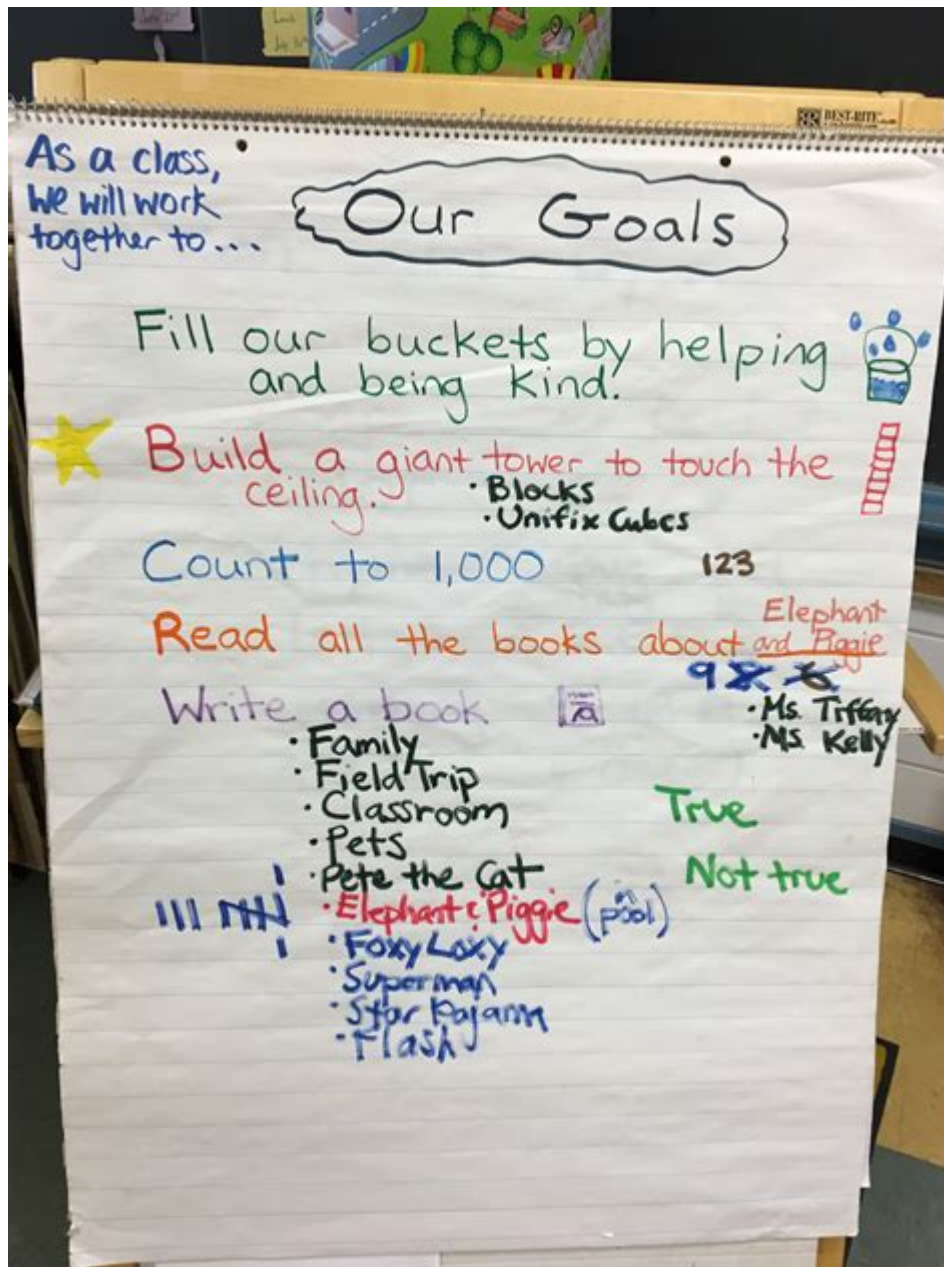 BEST-RITE
As a class,
we will work
together to...
Our Goals
Fill our buckets by helping
and being kind.
Build a giant tower to touch the
ceiling.
· Blocks
· Unifix Cubes
Count to 1,000
123
Read all the books about Elephant
and Piggie
9
6
· Ms. Tiffany
· Ms. Kelly
Write a book
· Family
· Field Trip
· Classroom
· Pets
· Pete the Cat
· Elephant & Piggie (in pool)
· Foxy Loxy
· Superman
· Star Pajama
· Flash
True
Not true